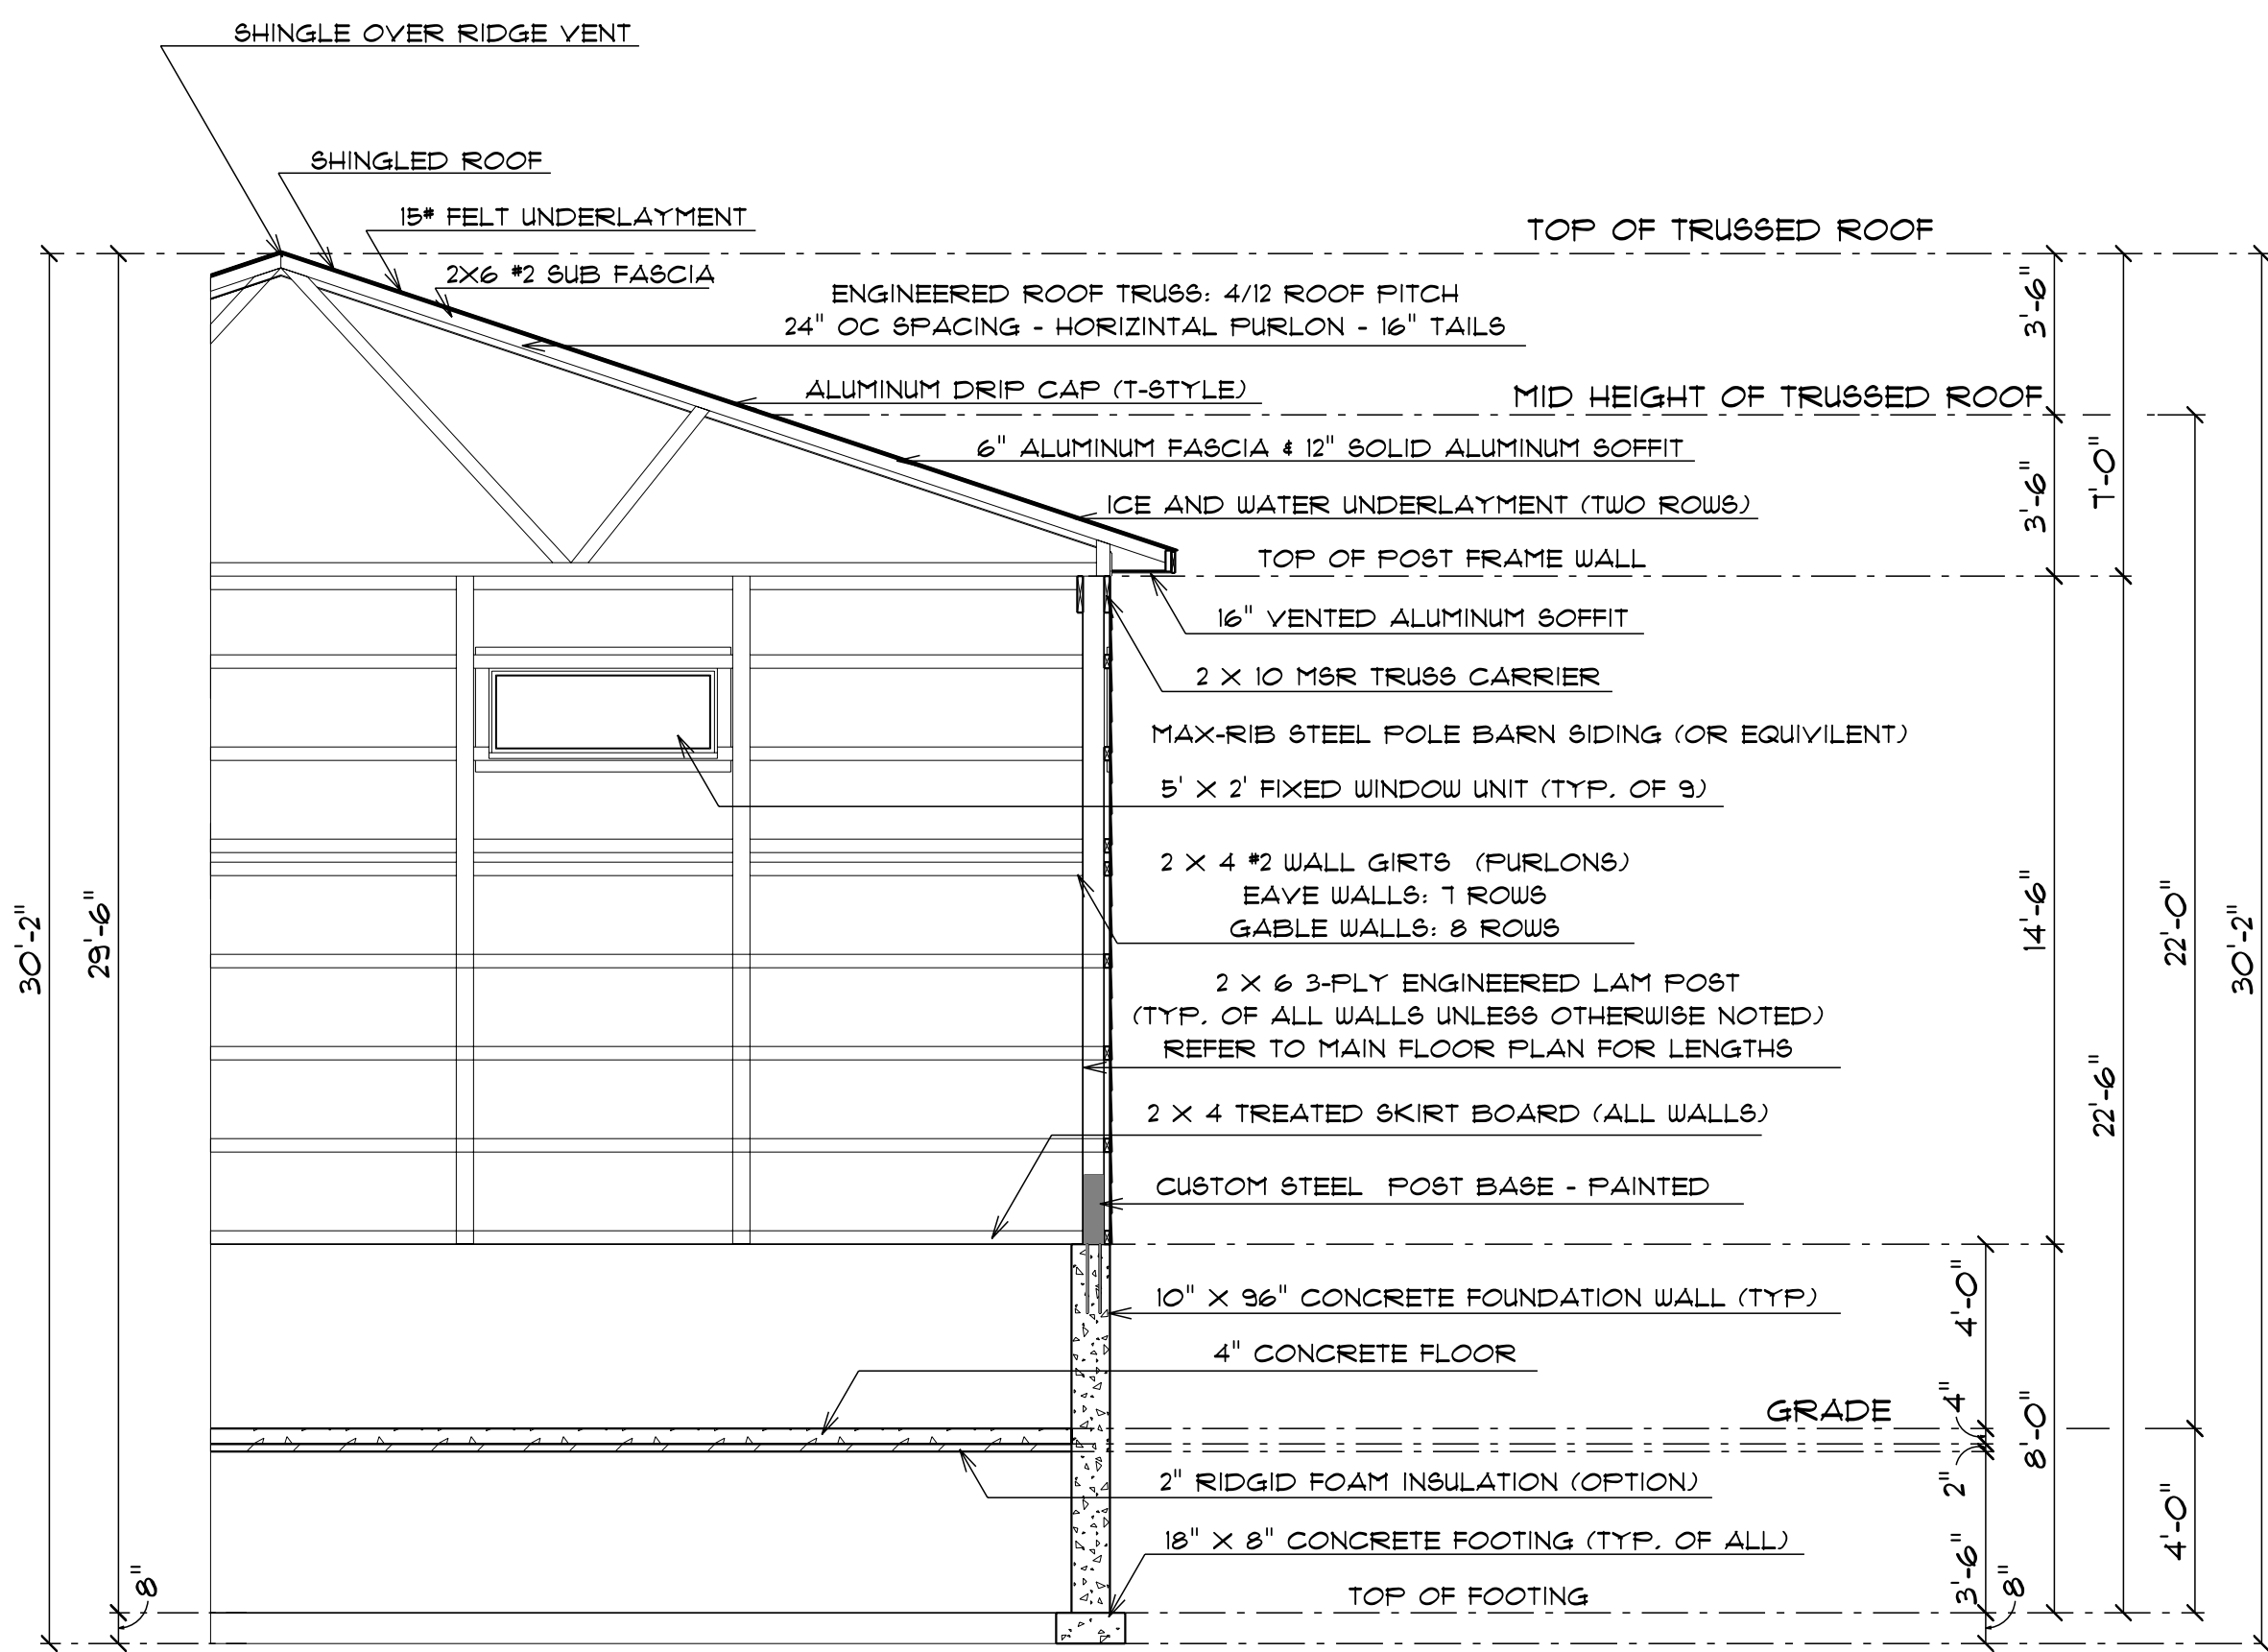 SHINGLE OVER RIDGE VENT
SHINGLED ROOF
15# FELT UNDERLAYMENT
TOP OF TRUSSED ROOF
2X6 #2 SUB FASCIA
ENGINEERED ROOF TRUSS: 4/12 ROOF PITCH
24" OC SPACING - HORIZINTAL PURLON - 16" TAILS
3'-6"
ALUMINUM DRIP CAP (T-STYLE)
MID HEIGHT OF TRUSSED ROOF
6" ALUMINUM FASCIA & 12" SOLID ALUMINUM SOFFIT
3'-6"
7'-0"
ICE AND WATER UNDERLAYMENT (TWO ROWS)
TOP OF POST FRAME WALL
16" VENTED ALUMINUM SOFFIT
2 X 10 MSR TRUSS CARRIER
MAX-RIB STEEL POLE BARN SIDING (OR EQUIVILENT)
5' X 2' FIXED WINDOW UNIT (TYP. OF 9)
2 X 4 #2 WALL GIRTS (PURLONS)
EAVE WALLS: 7 ROWS
GABLE WALLS: 8 ROWS
30'-2"
29'-6"
14'-6"
22'-0"
30'-2"
2 X 6 3-PLY ENGINEERED LAM POST
(TYP. OF ALL WALLS UNLESS OTHERWISE NOTED)
REFER TO MAIN FLOOR PLAN FOR LENGTHS
22'-6"
2 X 4 TREATED SKIRT BOARD (ALL WALLS)
CUSTOM STEEL POST BASE - PAINTED
10" X 96" CONCRETE FOUNDATION WALL (TYP)
4'-0"
4" CONCRETE FLOOR
GRADE
4"
8'-0"
2" RIDGID FOAM INSULATION (OPTION)
2"
4'-0"
18" X 8" CONCRETE FOOTING (TYP. OF ALL)
3'-6"
8"
8"
TOP OF FOOTING